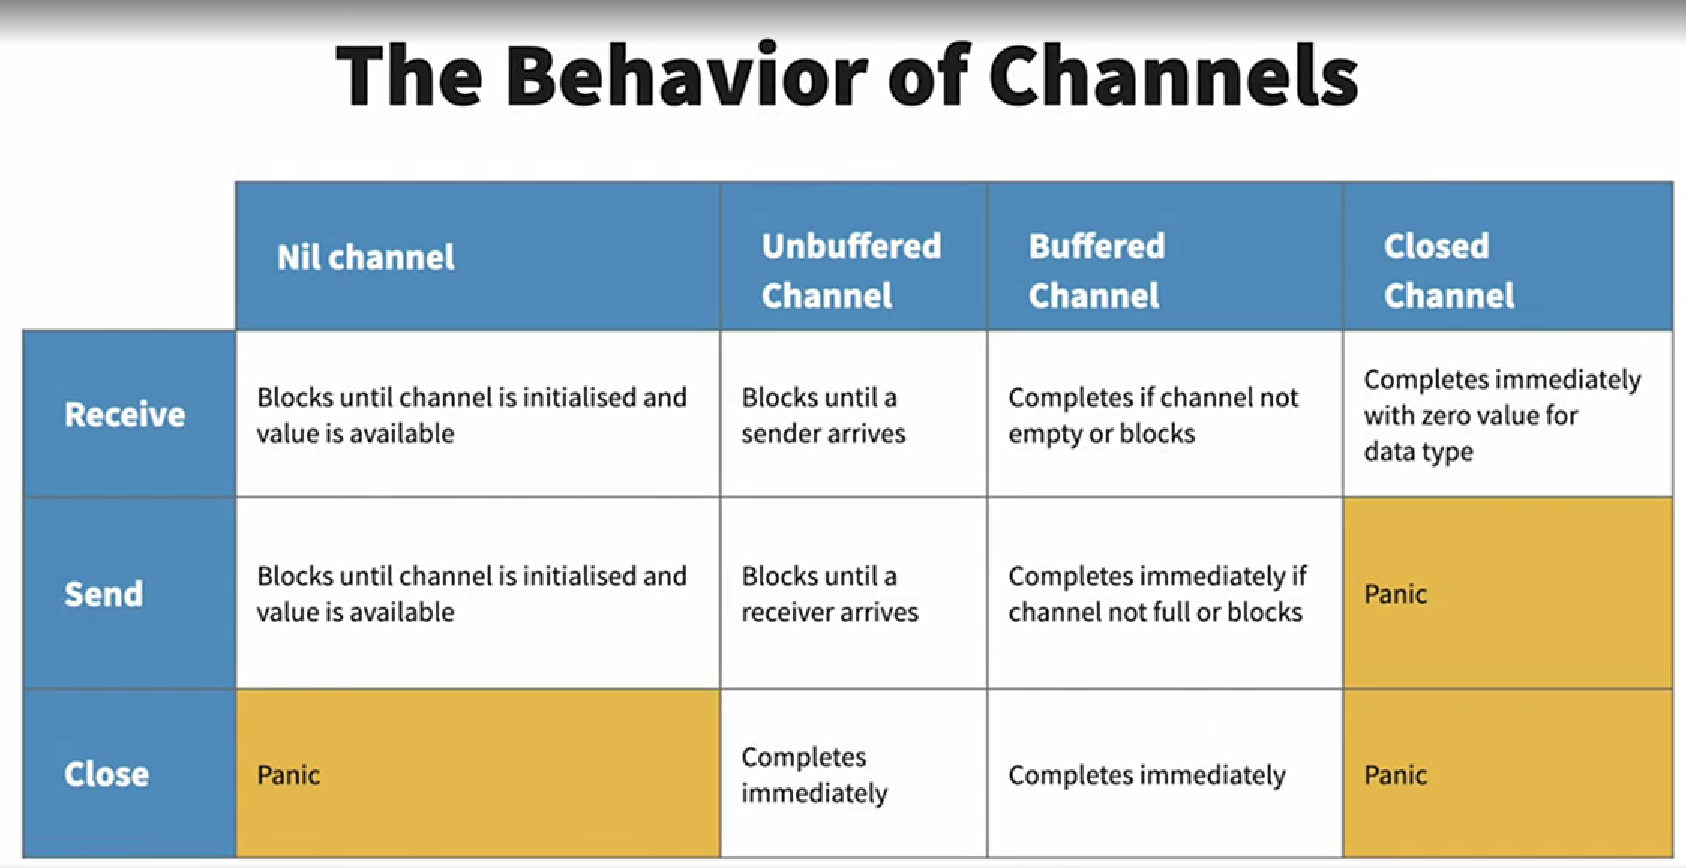 The Behavior of Channels
Nil channel
Unbuffered
Channel
Buffered
Channel
Closed
Channel
Receive
Blocks until channel is initialised and
value is available
Blocks until a
sender arrives
Completes if channel not
empty or blocks
Completes immediately
with zero value for
data type
Send
Blocks until channel is initialised and
value is available
Blocks until a
receiver arrives
Completes immediately if
channel not full or blocks
Panic
Close
Panic
Completes
immediately
Completes immediately
Panic